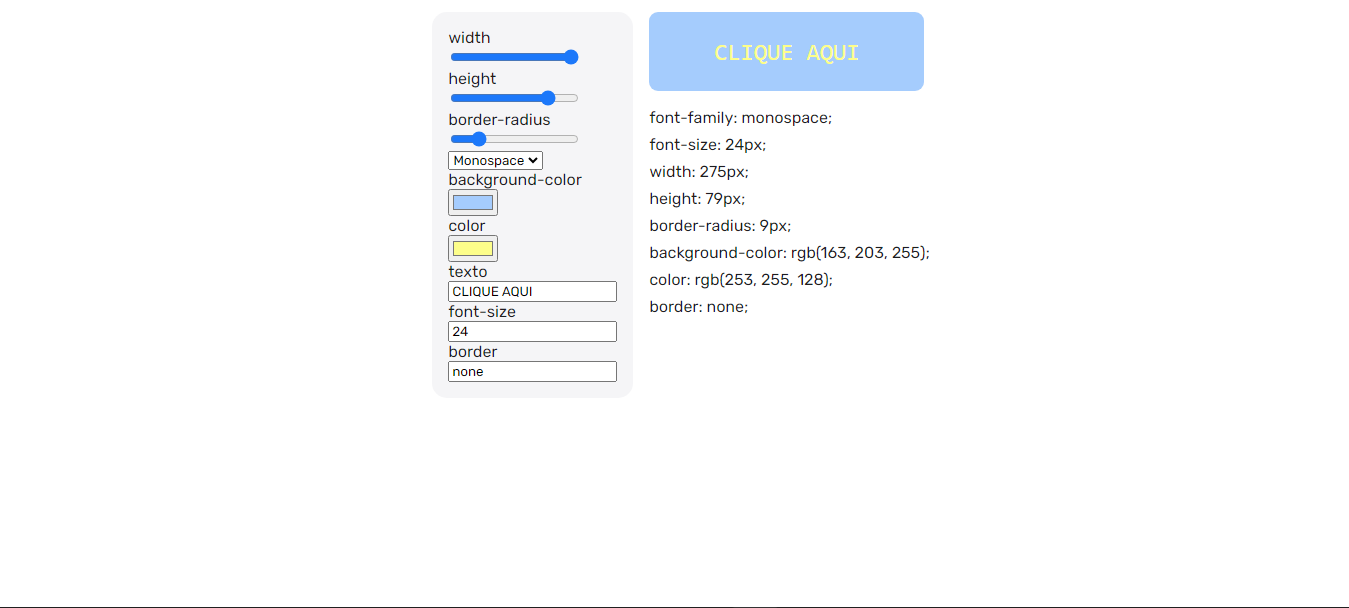 width
height
border-radius
Monospace
background-color
color
texto
CLIQUE AQUI
font-size
24
border
none
CLIQUE AQUI
font-family: monospace;
font-size: 24px;
width: 275px;
height: 79px;
border-radius: 9px;
background-color: rgb(163, 203, 255);
color: rgb(253, 255, 128);
border: none;